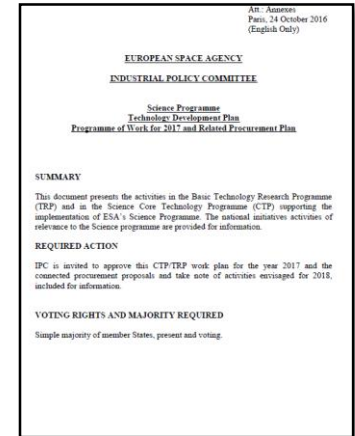 Att.: Annexes
Paris, 24 October 2016
(English Only)
EUROPEAN SPACE AGENCY
INDUSTRIAL POLICY COMMITTEE
Science Programme
Technology Development Plan
Programme of Work for 2017 and Related Procurement Plan
SUMMARY
This document presents the activities in the Basic Technology Research Programme
(TRP) and in the Science Core Technology Programme (CTP) supporting the
implementation of ESA's Science Programme. The national initiatives activities of
relevance to the Science programme are provided for information.
REQUIRED ACTION
IPC is invited to approve this CTP/TRP work plan for the year 2017 and the
connected procurement proposals and take note of activities envisaged for 2018,
included for information.
VOTING RIGHTS AND MAJORITY REQUIRED
Simple majority of member States, present and voting.